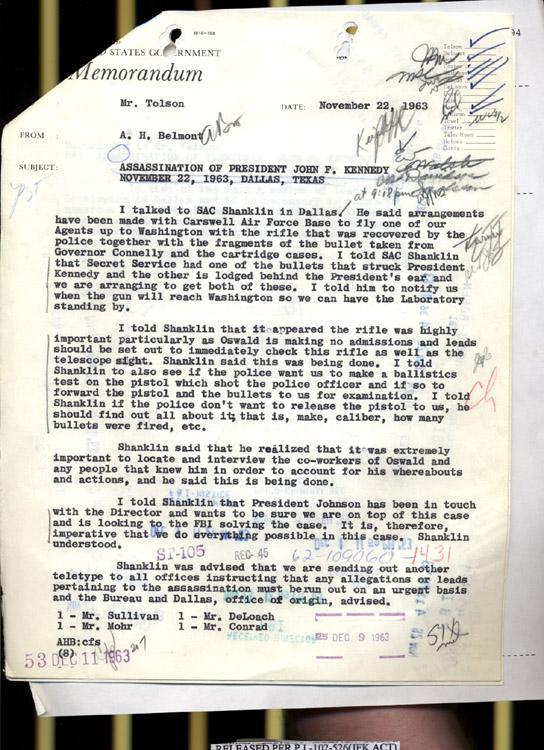 STATES GOVERNMENT
Memorandum
Mr. Tolson
DATE: November 22, 1963
FROM : A. H. Belmont
SUBJECT: ASSASSINATION OF PRESIDENT JOHN F. KENNEDY
NOVEMBER 22, 1963, DALLAS, TEXAS
at 9:18 pm
I talked to SAC Shanklin in Dallas. He said arrangements
have been made with Carswell Air Force Base to fly one of our
Agents up to Washington with the rifle that was recovered by the
police together with the fragments of the bullet taken from
Governor Connelly and the cartridge cases. I told SAC Shanklin
that Secret Service had one of the bullets that struck President
Kennedy and the other is lodged behind the President's ear and
we are arranging to get both of these. I told him to notify us
when the gun will reach Washington so we can have the Laboratory
standing by.
I told Shanklin that it appeared the rifle was highly
important particularly as Oswald is making no admissions and leads
should be set out to immediately check this rifle as well as the
telescope sight. Shanklin said this was being done. I told
Shanklin to also see if the police want us to make a ballistics
test on the pistol which shot the police officer and if so to
forward the pistol and the bullets to us for examination. I told
Shanklin if the police don't want to release the pistol to us, he
should find out all about it; that is, make, caliber, how many
bullets were fired, etc.
Shanklin said that he realized that it was extremely
important to locate and interview the co-workers of Oswald and
any people that knew him in order to account for his whereabouts
and actions, and he said this is being done.
I told Shanklin that President Johnson has been in touch
with the Director and wants to be sure we are on top of this case
and is looking to the FBI solving the case. It is, therefore,
imperative that we do everything possible in this case. Shanklin
understood.
ST-105 REC-45 62-109060-1431
Shanklin was advised that we are sending out another
teletype to all offices instructing that any allegations or leads
pertaining to the assassination must be run out on an urgent basis
and the Bureau and Dallas, office of origin, advised.
1 - Mr. Sullivan 1 - Mr. DeLoach
1 - Mr. Mohr 1 - Mr. Conrad
AHB:cfs
(8)
25 DEC 9 1963
53 DEC 11 1963
RELEASED PER P.L-102-526(JFK ACT)